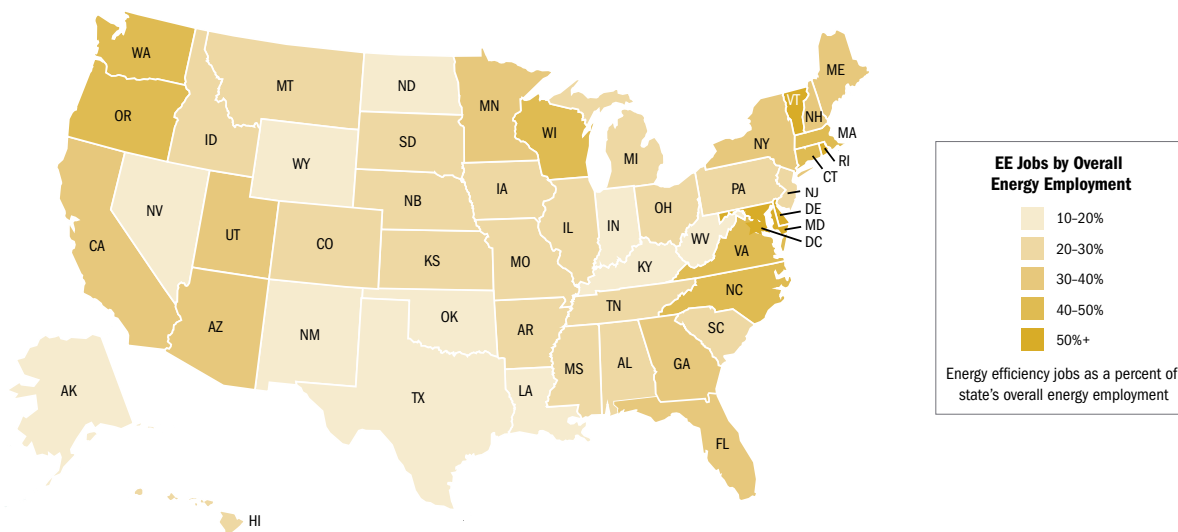 WA
OR
CA
NV
ID
MT
WY
UT
AZ
CO
NM
ND
SD
NB
KS
OK
TX
MN
IA
MO
AR
LA
WI
IL
MI
IN
OH
KY
TN
MS
AL
GA
FL
SC
NC
VA
WV
PA
NY
VT
NH
ME
MA
RI
CT
NJ
DE
MD
DC
AK
HI
EE Jobs by Overall
Energy Employment
10–20%
20–30%
30–40%
40–50%
50%+
Energy efficiency jobs as a percent of
state's overall energy employment